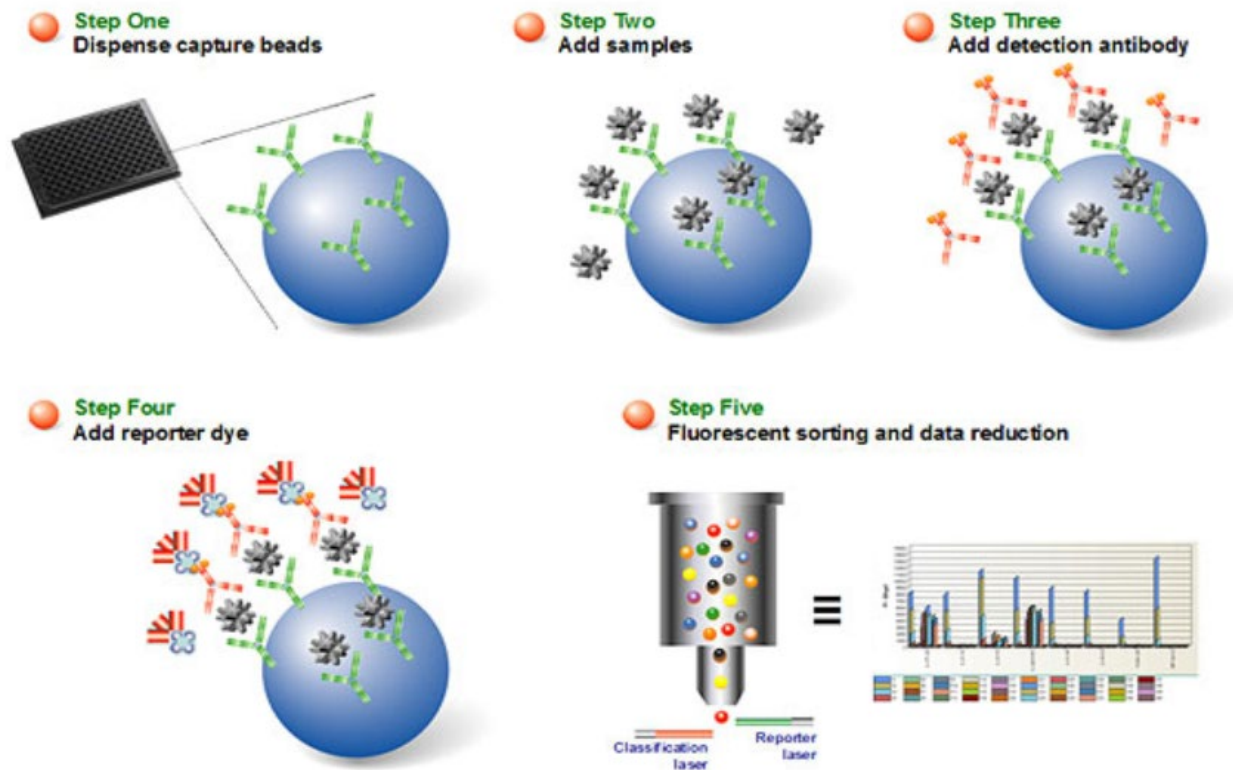 Step One
Dispense capture beads
Step Two
Add samples
Step Three
Add detection antibody
Step Four
Add reporter dye
Step Five
Fluorescent sorting and data reduction
Classification
laser
Reporter
laser